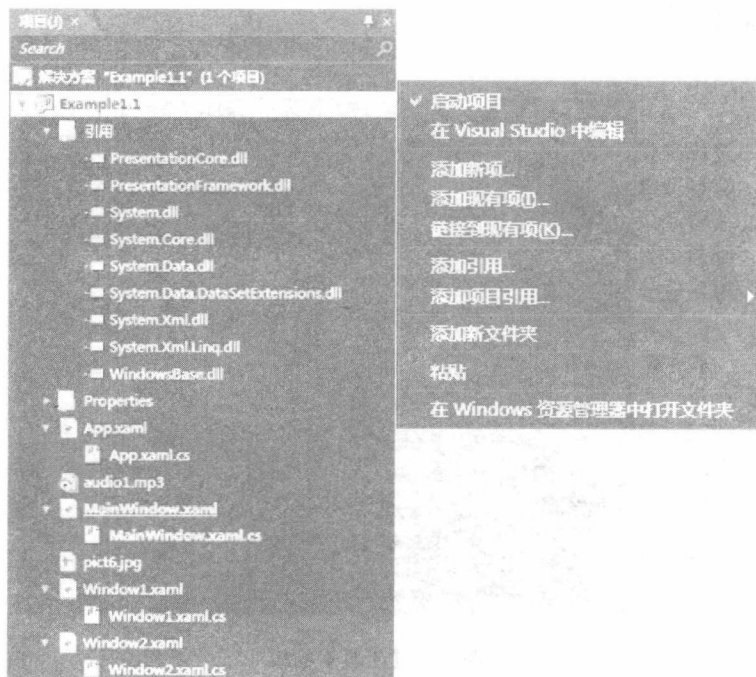 项目(J) ×
Search
解决方案 "Example1.1" (1 个项目)
Example1.1
引用
PresentationCore.dll
PresentationFramework.dll
System.dll
System.Core.dll
System.Data.dll
System.Data.DataSetExtensions.dll
System.Xml.dll
System.Xml.Linq.dll
WindowsBase.dll
Properties
App.xaml
App.xaml.cs
audio1.mp3
MainWindow.xaml
MainWindow.xaml.cs
pict6.jpg
Window1.xaml
Window1.xaml.cs
Window2.xaml
Window2.xaml.cs
启动项目
在 Visual Studio 中编辑
添加新项...
添加现有项(I)...
链接到现有项(K)...
添加引用...
添加项目引用...
添加新文件夹
粘贴
在 Windows 资源管理器中打开文件夹